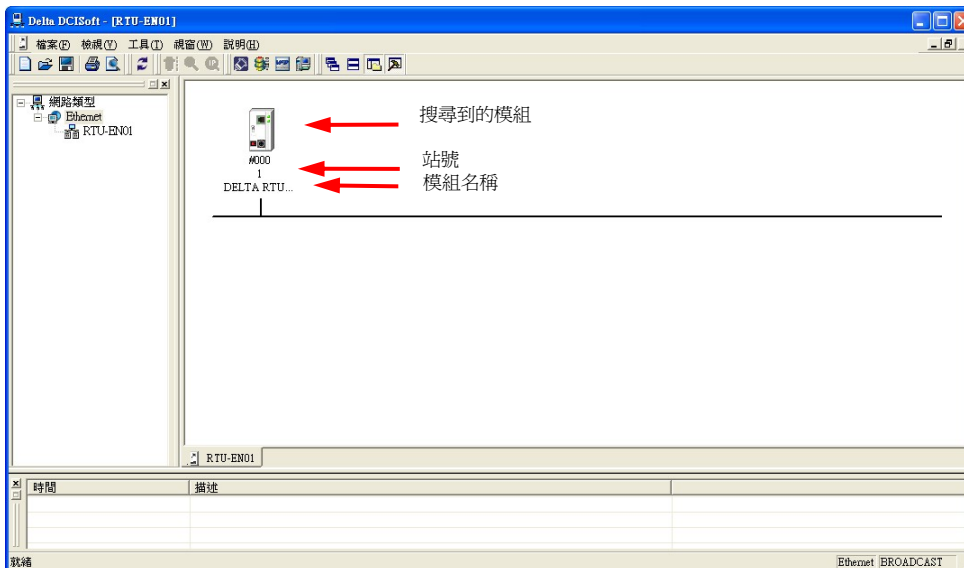 Delta DCISoft - [RTU-EN01]
檔案(F) 檢視(V) 工具(T) 視窗(W) 說明(H)
網路類型
Ethernet
RTU-EN01
搜尋到的模組
#000
站號
1
模組名稱
DELTA RTU...
RTU-EN01
時間 描述
就緒 Ethernet BROADCAST